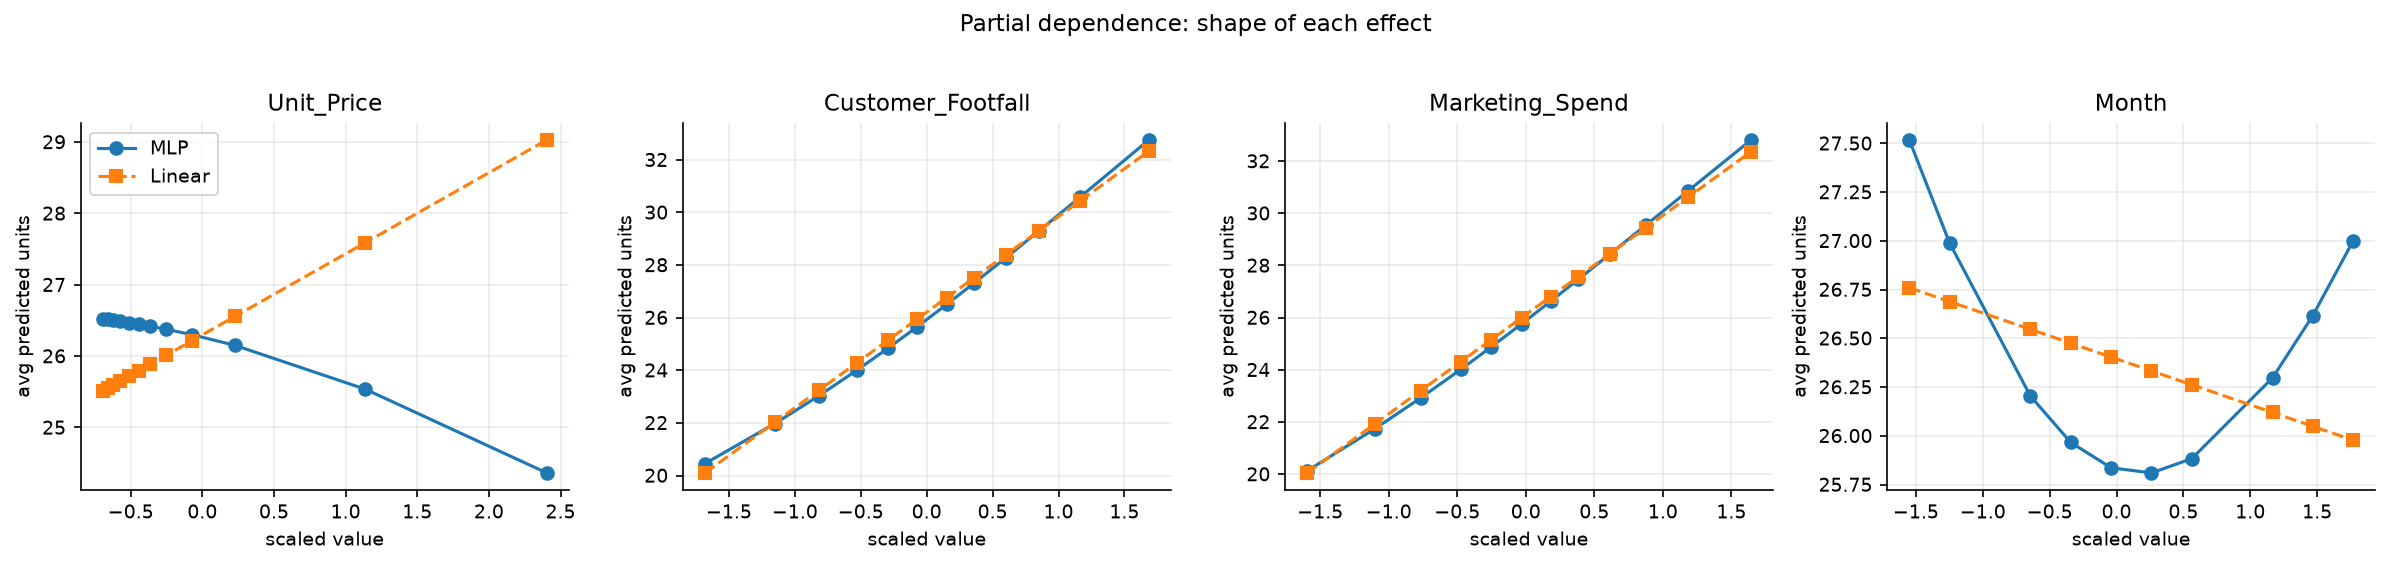 Partial dependence: shape of each effect
Unit_Price
MLP
Linear
avg predicted units
29
28
27
26
25
−0.5 0.0 0.5 1.0 1.5 2.0 2.5
scaled value
Customer_Footfall
avg predicted units
32
30
28
26
24
22
20
−1.5 −1.0 −0.5 0.0 0.5 1.0 1.5
scaled value
Marketing_Spend
avg predicted units
32
30
28
26
24
22
20
−1.5 −1.0 −0.5 0.0 0.5 1.0 1.5
scaled value
Month
avg predicted units
27.50
27.25
27.00
26.75
26.50
26.25
26.00
25.75
−1.5 −1.0 −0.5 0.0 0.5 1.0 1.5
scaled value